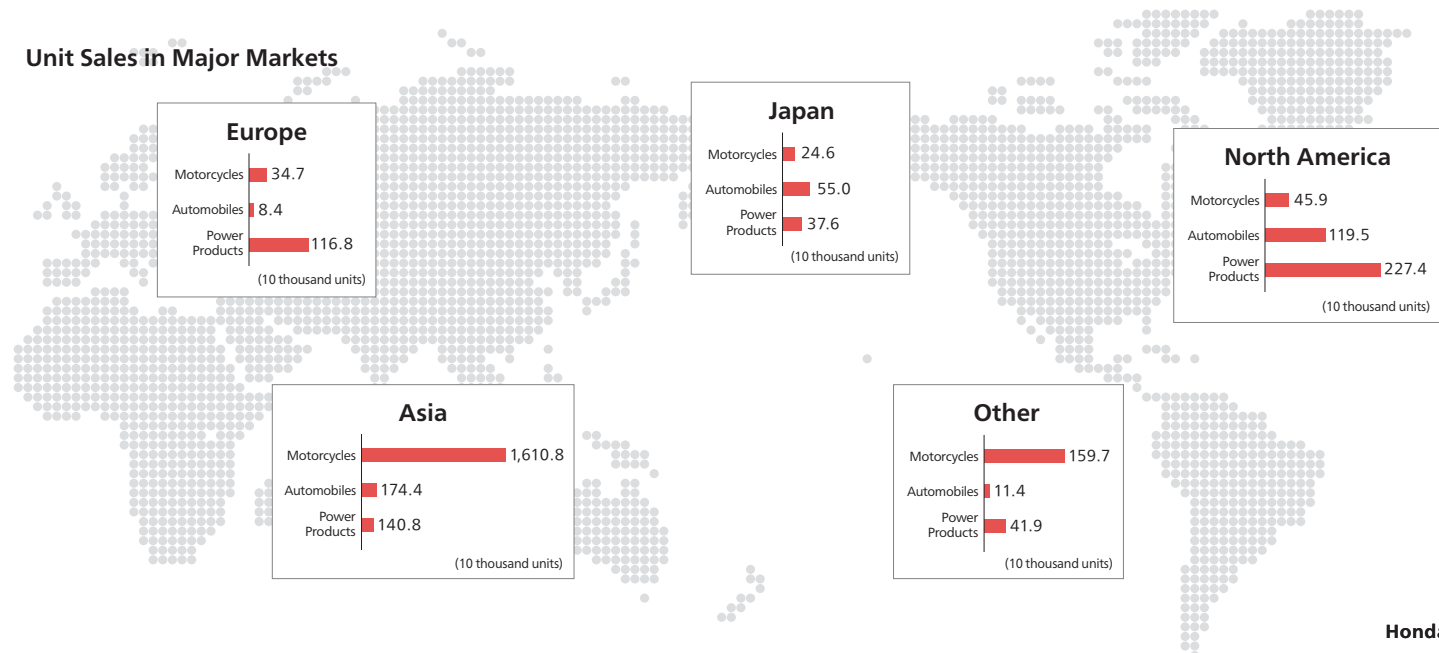 Unit Sales in Major Markets
Europe
Motorcycles 34.7
Automobiles 8.4
Power
Products 116.8
(10 thousand units)
Japan
Motorcycles 24.6
Automobiles 55.0
Power
Products 37.6
(10 thousand units)
North America
Motorcycles 45.9
Automobiles 119.5
Power
Products 227.4
(10 thousand units)
Asia
Motorcycles 1,610.8
Automobiles 174.4
Power
Products 140.8
(10 thousand units)
Other
Motorcycles 159.7
Automobiles 11.4
Power
Products 41.9
(10 thousand units)
Honda